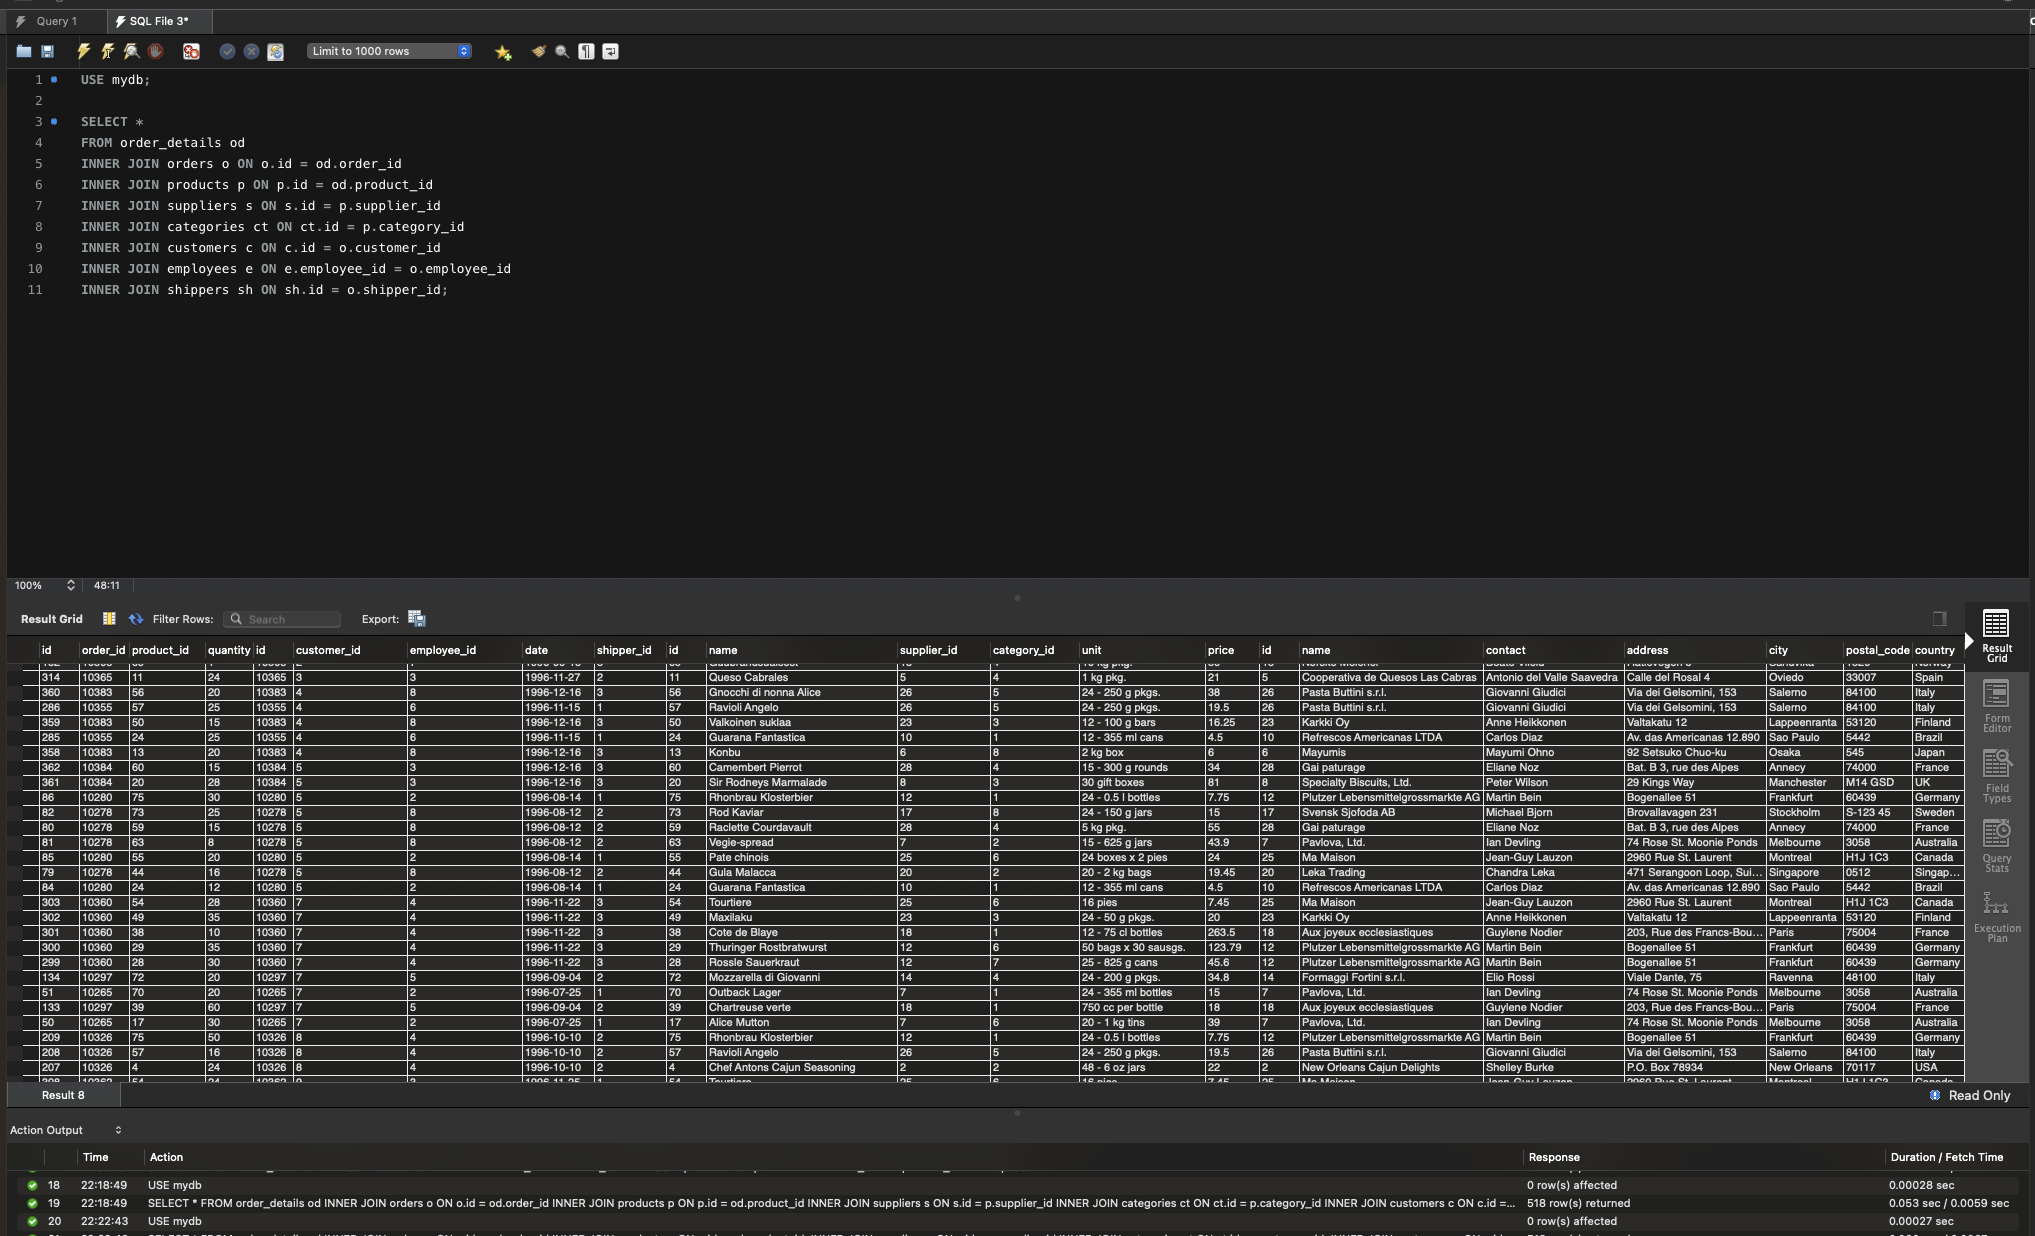 Query 1 SQL File 3*
Limit to 1000 rows
1 USE mydb;
2
3 SELECT *
4 FROM order_details od
5 INNER JOIN orders o ON o.id = od.order_id
6 INNER JOIN products p ON p.id = od.product_id
7 INNER JOIN suppliers s ON s.id = p.supplier_id
8 INNER JOIN categories ct ON ct.id = p.category_id
9 INNER JOIN customers c ON c.id = o.customer_id
10 INNER JOIN employees e ON e.employee_id = o.employee_id
11 INNER JOIN shippers sh ON sh.id = o.shipper_id;
100% 48:11
Result Grid Filter Rows: Search Export:
id order_id product_id quantity id customer_id employee_id date shipper_id id name supplier_id category_id unit price id name contact address city postal_code country
314 10365 11 24 10365 3 3 1996-11-27 2 11 Queso Cabrales 5 4 1 kg pkg. 21 5 Cooperativa de Quesos Las Cabras Antonio del Valle Saavedra Calle del Rosal 4 Oviedo 33007 Spain
360 10383 56 20 10383 4 8 1996-12-16 3 56 Gnocchi di nonna Alice 26 5 24 - 250 g pkgs. 38 26 Pasta Buttini s.r.l. Giovanni Giudici Via dei Gelsomini, 153 Salerno 84100 Italy
286 10355 57 25 10355 4 6 1996-11-15 1 57 Ravioli Angelo 26 5 24 - 250 g pkgs. 19.5 26 Pasta Buttini s.r.l. Giovanni Giudici Via dei Gelsomini, 153 Salerno 84100 Italy
359 10383 50 15 10383 4 8 1996-12-16 3 50 Valkoinen suklaa 23 3 12 - 100 g bars 16.25 23 Karkki Oy Anne Heikkonen Valtakatu 12 Lappeenranta 53120 Finland
285 10355 24 25 10355 4 6 1996-11-15 1 24 Guarana Fantastica 10 1 12 - 355 ml cans 4.5 10 Refrescos Americanas LTDA Carlos Diaz Av. das Americanas 12.890 Sao Paulo 5442 Brazil
358 10383 13 20 10383 4 8 1996-12-16 3 13 Konbu 6 8 2 kg box 6 6 Mayumis Mayumi Ohno 92 Setsuko Chuo-ku Osaka 545 Japan
362 10384 60 15 10384 5 3 1996-12-16 3 60 Camembert Pierrot 28 4 15 - 300 g rounds 34 28 Gai paturage Eliane Noz Bat. B 3, rue des Alpes Annecy 74000 France
361 10384 20 28 10384 5 3 1996-12-16 3 20 Sir Rodneys Marmalade 8 3 30 gift boxes 81 8 Specialty Biscuits, Ltd. Peter Wilson 29 Kings Way Manchester M14 GSD UK
86 10280 75 30 10280 5 2 1996-08-14 1 75 Rhonbrau Klosterbier 12 1 24 - 0.5 l bottles 7.75 12 Plutzer Lebensmittelgrossmarkte AG Martin Bein Bogenallee 51 Frankfurt 60439 Germany
82 10278 73 25 10278 5 8 1996-08-12 2 73 Rod Kaviar 17 8 24 - 150 g jars 15 17 Svensk Sjofoda AB Michael Bjorn Brovallavagen 231 Stockholm S-123 45 Sweden
80 10278 59 15 10278 5 8 1996-08-12 2 59 Raclette Courdavault 28 4 5 kg pkg. 55 28 Gai paturage Eliane Noz Bat. B 3, rue des Alpes Annecy 74000 France
81 10278 63 8 10278 5 8 1996-08-12 2 63 Vegie-spread 7 2 15 - 625 g jars 43.9 7 Pavlova, Ltd. Ian Devling 74 Rose St. Moonie Ponds Melbourne 3058 Australia
85 10280 55 20 10280 5 2 1996-08-14 1 55 Pate chinois 25 6 24 boxes x 2 pies 24 25 Ma Maison Jean-Guy Lauzon 2960 Rue St. Laurent Montreal H1J 1C3 Canada
79 10278 44 16 10278 5 8 1996-08-12 2 44 Gula Malacca 20 2 20 - 2 kg bags 19.45 20 Leka Trading Chandra Leka 471 Serangoon Loop, Sui... Singapore 0512 Singap...
84 10280 24 12 10280 5 2 1996-08-14 1 24 Guarana Fantastica 10 1 12 - 355 ml cans 4.5 10 Refrescos Americanas LTDA Carlos Diaz Av. das Americanas 12.890 Sao Paulo 5442 Brazil
303 10360 54 28 10360 7 4 1996-11-22 3 54 Tourtiere 25 6 16 pies 7.45 25 Ma Maison Jean-Guy Lauzon 2960 Rue St. Laurent Montreal H1J 1C3 Canada
302 10360 49 35 10360 7 4 1996-11-22 3 49 Maxilaku 23 3 24 - 50 g pkgs. 20 23 Karkki Oy Anne Heikkonen Valtakatu 12 Lappeenranta 53120 Finland
301 10360 38 10 10360 7 4 1996-11-22 3 38 Cote de Blaye 18 1 12 - 75 cl bottles 263.5 18 Aux joyeux ecclesiastiques Guylene Nodier 203, Rue des Francs-Bou... Paris 75004 France
300 10360 29 35 10360 7 4 1996-11-22 3 29 Thuringer Rostbratwurst 12 6 50 bags x 30 sausgs. 123.79 12 Plutzer Lebensmittelgrossmarkte AG Martin Bein Bogenallee 51 Frankfurt 60439 Germany
299 10360 28 30 10360 7 4 1996-11-22 3 28 Rossle Sauerkraut 12 7 25 - 825 g cans 45.6 12 Plutzer Lebensmittelgrossmarkte AG Martin Bein Bogenallee 51 Frankfurt 60439 Germany
134 10297 72 20 10297 7 5 1996-09-04 2 72 Mozzarella di Giovanni 14 4 24 - 200 g pkgs. 34.8 14 Formaggi Fortini s.r.l. Elio Rossi Viale Dante, 75 Ravenna 48100 Italy
51 10265 70 20 10265 7 2 1996-07-25 1 70 Outback Lager 7 1 24 - 355 ml bottles 15 7 Pavlova, Ltd. Ian Devling 74 Rose St. Moonie Ponds Melbourne 3058 Australia
133 10297 39 60 10297 7 5 1996-09-04 2 39 Chartreuse verte 18 1 750 cc per bottle 18 18 Aux joyeux ecclesiastiques Guylene Nodier 203, Rue des Francs-Bou... Paris 75004 France
50 10265 17 30 10265 7 2 1996-07-25 1 17 Alice Mutton 7 6 20 - 1 kg tins 39 7 Pavlova, Ltd. Ian Devling 74 Rose St. Moonie Ponds Melbourne 3058 Australia
209 10326 75 50 10326 8 4 1996-10-10 2 75 Rhonbrau Klosterbier 12 1 24 - 0.5 l bottles 7.75 12 Plutzer Lebensmittelgrossmarkte AG Martin Bein Bogenallee 51 Frankfurt 60439 Germany
208 10326 57 16 10326 8 4 1996-10-10 2 57 Ravioli Angelo 26 5 24 - 250 g pkgs. 19.5 26 Pasta Buttini s.r.l. Giovanni Giudici Via dei Gelsomini, 153 Salerno 84100 Italy
207 10326 4 24 10326 8 4 1996-10-10 2 4 Chef Antons Cajun Seasoning 2 2 48 - 6 oz jars 22 2 New Orleans Cajun Delights Shelley Burke P.O. Box 78934 New Orleans 70117 USA
Result Grid
Form Editor
Field Types
Query Stats
Execution Plan
Result 8 Read Only
Action Output
Time Action Response Duration / Fetch Time
18 22:18:49 USE mydb 0 row(s) affected 0.00028 sec
19 22:18:49 SELECT * FROM order_details od INNER JOIN orders o ON o.id = od.order_id INNER JOIN products p ON p.id = od.product_id INNER JOIN suppliers s ON s.id = p.supplier_id INNER JOIN categories ct ON ct.id = p.category_id INNER JOIN customers c ON c.id =... 518 row(s) returned 0.053 sec / 0.0059 sec
20 22:22:43 USE mydb 0 row(s) affected 0.00027 sec